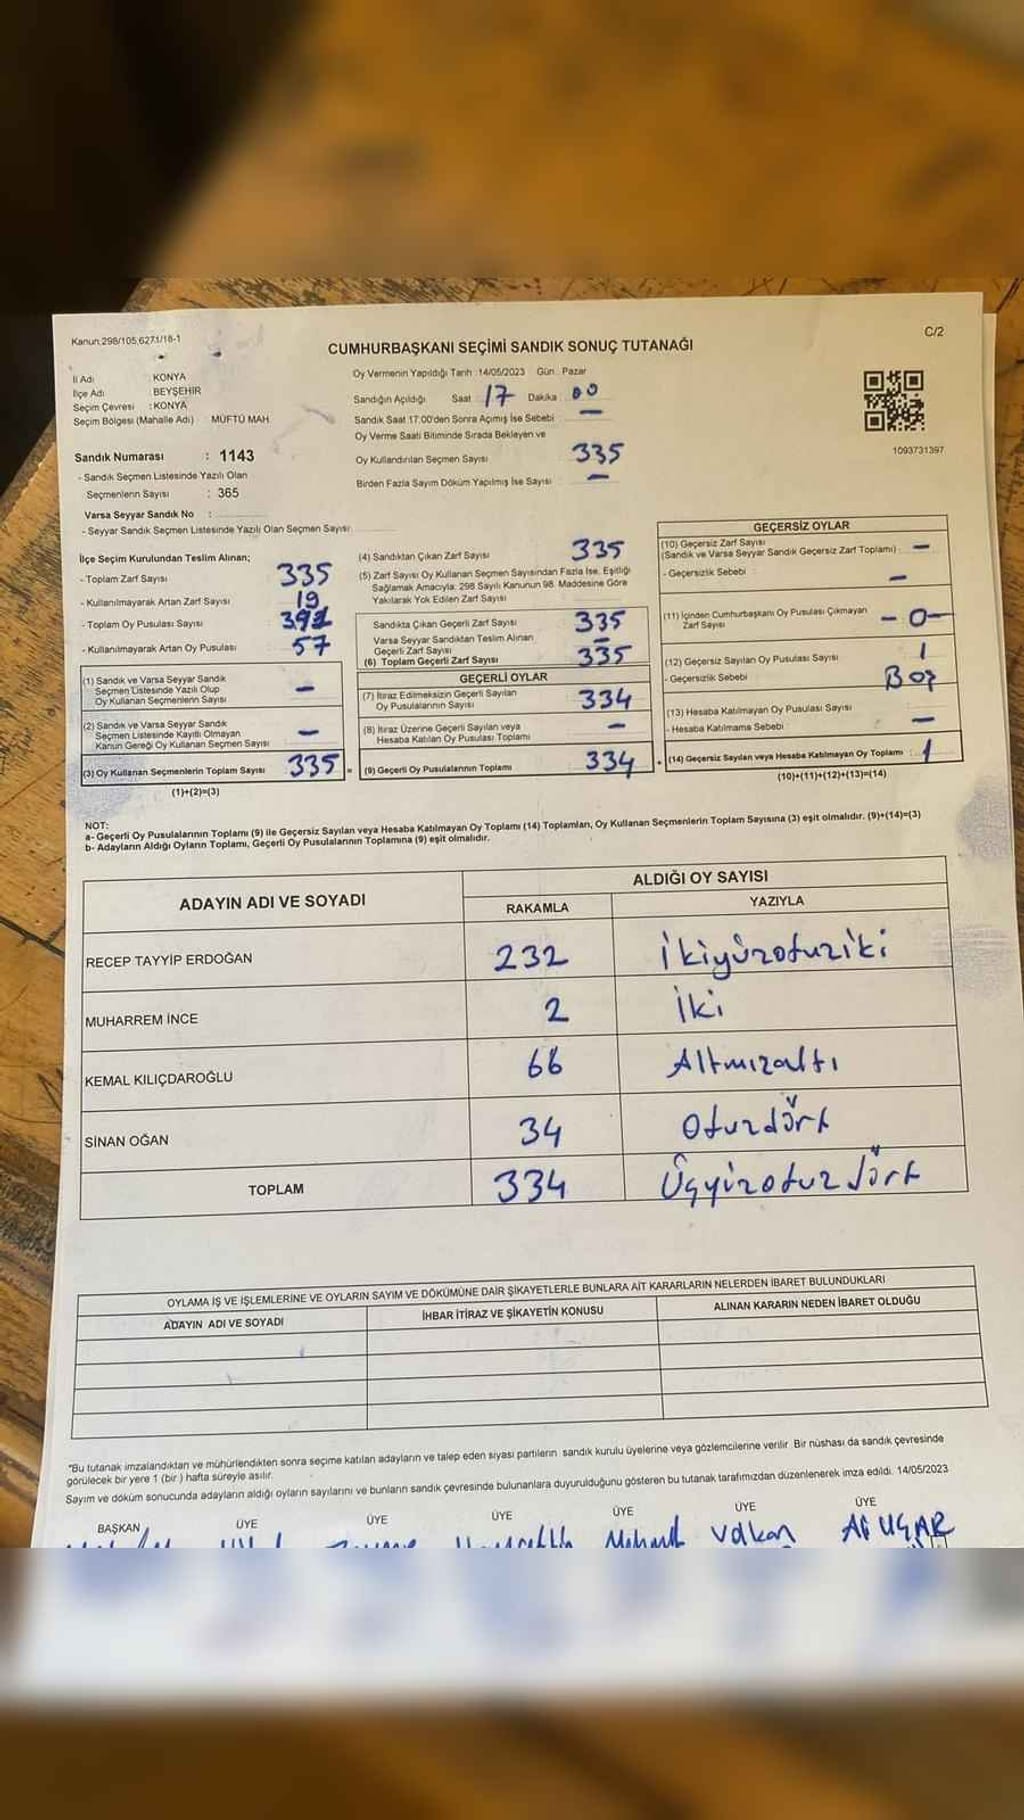 Kanun,298/105,627.1/18-1
C/2
CUMHURBAŞKANI SEÇİMİ SANDIK SONUÇ TUTANAĞI
İl Adı : KONYA
İlçe Adı : BEYŞEHİR
Seçim Çevresi : KONYA
Seçim Bölgesi (Mahalle Adı) : MÜFTÜ MAH
Oy Vermenin Yapıldığı Tarih :14/05/2023 Gün : Pazar
Sandığın Açıldığı Saat 17 Dakika 00
Sandık Saat 17:00'den Sonra Açımış İse Sebebi : —
Oy Verme Saati Bitiminde Sırada Bekleyen ve
Oy Kullandırılan Seçmen Sayısı 335
Birden Fazla Sayım Döküm Yapılmış İse Sayısı : —
1093731397
Sandık Numarası : 1143
- Sandık Seçmen Listesinde Yazılı Olan
Seçmenlerin Sayısı : 365
Varsa Seyyar Sandık No :
- Seyyar Sandık Seçmen Listesinde Yazılı Olan Seçmen Sayısı:
İlçe Seçim Kurulundan Teslim Alınan;
- Toplam Zarf Sayısı 335
- Kullanılmayarak Artan Zarf Sayısı 19
- Toplam Oy Pusulası Sayısı 392
- Kullanılmayarak Artan Oy Pusulası 57
(1) Sandık ve Varsa Seyyar Sandık
Seçmen Listesinde Yazılı Olup
Oy Kullanan Seçmenlerin Sayısı —
(2) Sandık ve Varsa Seyyar Sandık
Seçmen Listesinde Kayıtlı Olmayan
Kanun Gereği Oy Kullanan Seçmen Sayısı —
(3) Oy Kullanan Seçmenlerin Toplam Sayısı 335 =
(1)+(2)=(3)
(4) Sandıktan Çıkan Zarf Sayısı 335
(5) Zarf Sayısı Oy Kullanan Seçmen Sayısından Fazla İse, Eşitliği
Sağlamak Amacıyla; 298 Sayılı Kanunun 98. Maddesine Göre
Yakılarak Yok Edilen Zarf Sayısı
Sandıkta Çıkan Geçerli Zarf Sayısı 335
Varsa Seyyar Sandıktan Teslim Alınan
Geçerli Zarf Sayısı —
(6) Toplam Geçerli Zarf Sayısı 335
GEÇERLİ OYLAR
(7) İtiraz Edilmeksizin Geçerli Sayılan
Oy Pusulalarının Sayısı 334
(8) İtiraz Üzerine Geçerli Sayılan veya
Hesaba Katılan Oy Pusulası Toplamı —
(9) Geçerli Oy Pusulalarının Toplamı 334 +
GEÇERSİZ OYLAR
(10) Geçersiz Zarf Sayısı
(Sandık ve Varsa Seyyar Sandık Geçersiz Zarf Toplamı) : —
- Geçersizlik Sebebi : —
(11) İçinden Cumhurbaşkanı Oy Pusulası Çıkmayan
Zarf Sayısı - 0 -
(12) Geçersiz Sayılan Oy Pusulası Sayısı 1
- Geçersizlik Sebebi Boş
(13) Hesaba Katılmayan Oy Pusulası Sayısı
- Hesaba Katılmama Sebebi —
(14) Geçersiz Sayılan veya Hesaba Katılmayan Oy Toplamı : 1
(10)+(11)+(12)+(13)=(14)
NOT:
a- Geçerli Oy Pusulalarının Toplamı (9) ile Geçersiz Sayılan veya Hesaba Katılmayan Oy Toplamı (14) Toplamları, Oy Kullanan Seçmenlerin Toplam Sayısına (3) eşit olmalıdır. (9)+(14)=(3)
b- Adayların Aldığı Oyların Toplamı, Geçerli Oy Pusulalarının Toplamına (9) eşit olmalıdır.
ADAYIN ADI VE SOYADI ALDIĞI OY SAYISI
RAKAMLA YAZIYLA
RECEP TAYYİP ERDOĞAN 232 İkiyüzotuziki
MUHARREM İNCE 2 İki
KEMAL KILIÇDAROĞLU 66 Altmızaltı
SİNAN OĞAN 34 Otuzdört
TOPLAM 334 Üçyüzotuzdört
OYLAMA İŞ VE İŞLEMLERİNE VE OYLARIN SAYIM VE DÖKÜMÜNE DAİR ŞİKAYETLERLE BUNLARA AİT KARARLARIN NELERDEN İBARET BULUNDUKLARI
ADAYIN ADI VE SOYADI İHBAR İTİRAZ VE ŞİKAYETİN KONUSU ALINAN KARARIN NEDEN İBARET OLDUĞU
*Bu tutanak imzalandıktan ve mühürlendikten sonra seçime katılan adayların ve talep eden siyasi partilerin sandık kurulu üyelerine veya gözlemcilerine verilir. Bir nüshası da sandık çevresinde
görülecek bir yere 1 (bir ) hafta süreyle asılır.
Sayım ve döküm sonucunda adayların aldığı oyların sayılarını ve bunların sandık çevresinde bulunanlara duyurulduğunu gösteren bu tutanak tarafımızdan düzenlenerek imza edildi. 14/05/2023
BAŞKAN ÜYE ÜYE ÜYE ÜYE ÜYE ÜYE
Mehmet Volkan Ar UÇAR